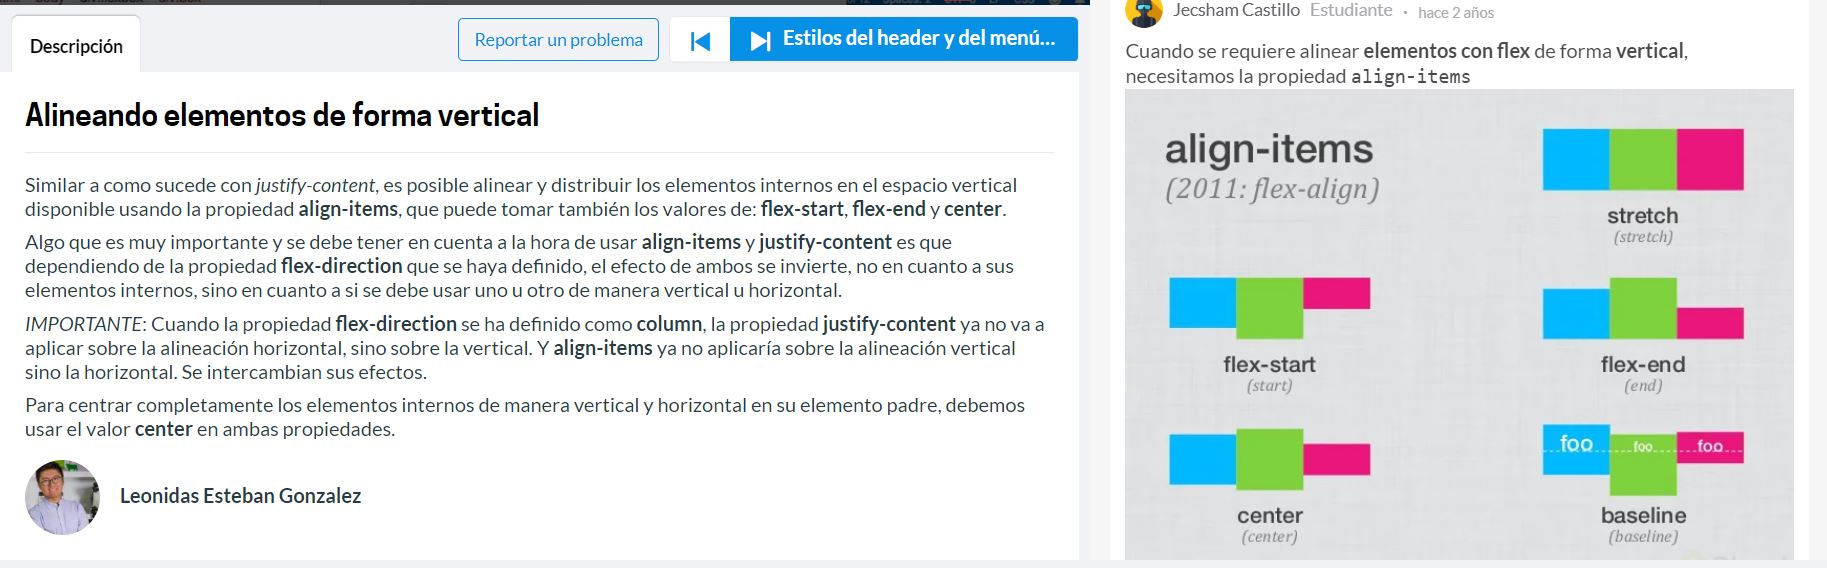 Descripción
Reportar un problema
Estilos del header y del menú...
Alineando elementos de forma vertical
Similar a como sucede con justify-content, es posible alinear y distribuir los elementos internos en el espacio vertical
disponible usando la propiedad align-items, que puede tomar también los valores de: flex-start, flex-end y center.
Algo que es muy importante y se debe tener en cuenta a la hora de usar align-items y justify-content es que
dependiendo de la propiedad flex-direction que se haya definido, el efecto de ambos se invierte, no en cuanto a sus
elementos internos, sino en cuanto a si se debe usar uno u otro de manera vertical u horizontal.
IMPORTANTE: Cuando la propiedad flex-direction se ha definido como column, la propiedad justify-content ya no va a
aplicar sobre la alineación horizontal, sino sobre la vertical. Y align-items ya no aplicaría sobre la alineación vertical
sino la horizontal. Se intercambian sus efectos.
Para centrar completamente los elementos internos de manera vertical y horizontal en su elemento padre, debemos
usar el valor center en ambas propiedades.
Leonidas Esteban Gonzalez
Jecsham Castillo Estudiante · hace 2 años
Cuando se requiere alinear elementos con flex de forma vertical,
necesitamos la propiedad align-items
align-items
(2011: flex-align)
stretch
(stretch)
flex-start
(start)
flex-end
(end)
center
(center)
foo foo foo
baseline
(baseline)